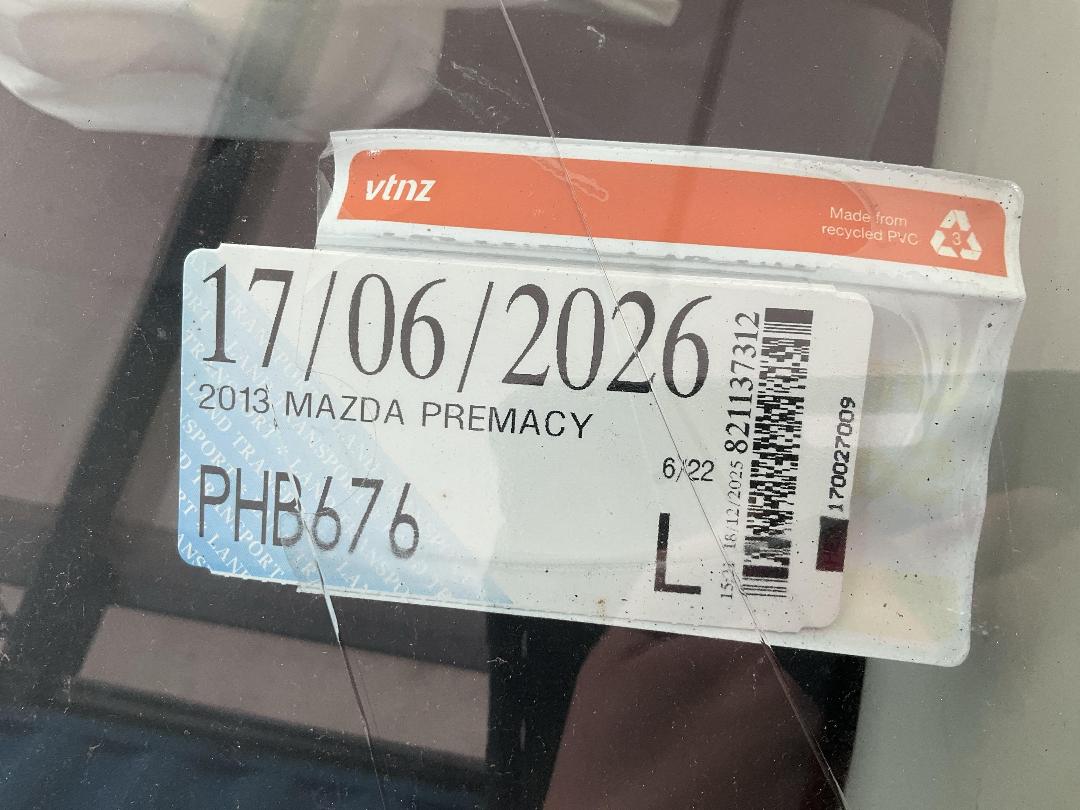 vtnz
Made from
recycled PVC
3
17/06/2026
2013 MAZDA PREMACY
6/22
PHB676
L
18/12/2025 821137312
170027009